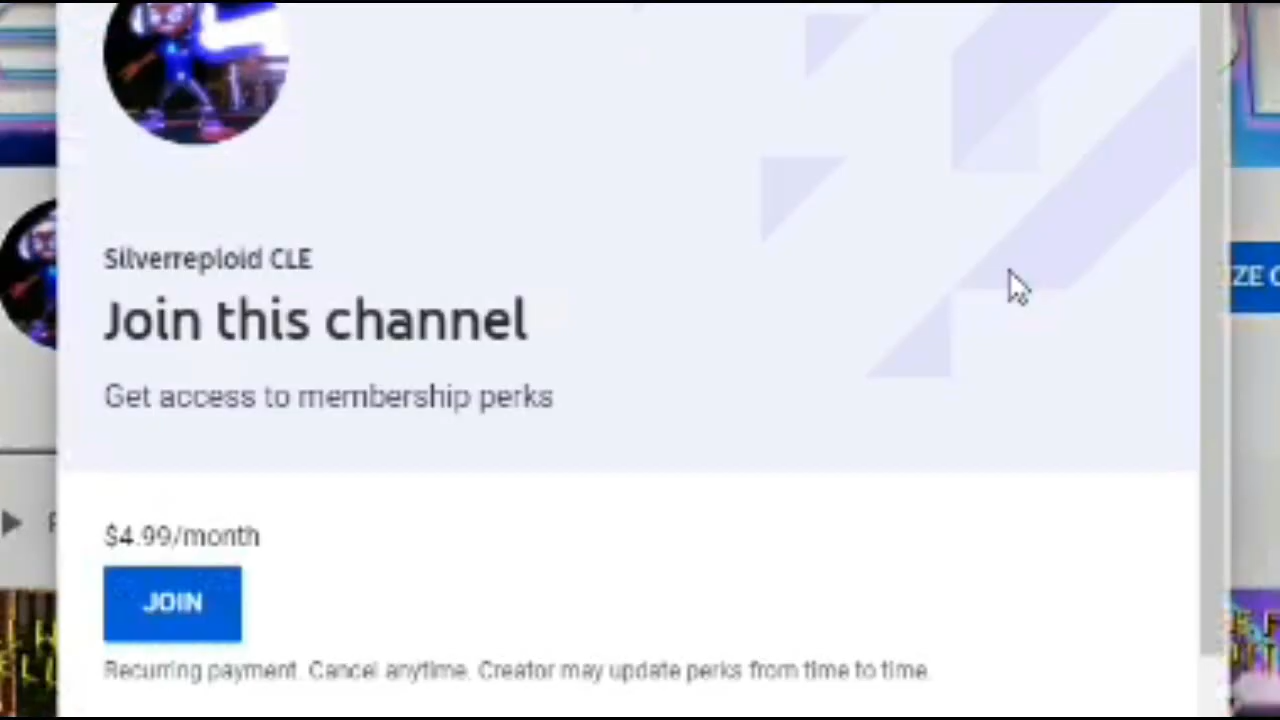 Silverreploid CLE
Join this channel
Get access to membership perks
ZE C
$4.99/month
JOIN
Recurring payment. Cancel anytime. Creator may update perks from time to time.